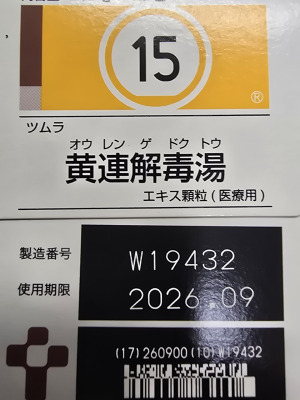 15
®
ツムラ
オウ レン ゲ ドク トウ
黄連解毒湯
エキス顆粒(医療用)
製造番号 W19432
使用期限 2026.09
(17)260900(10)W19432